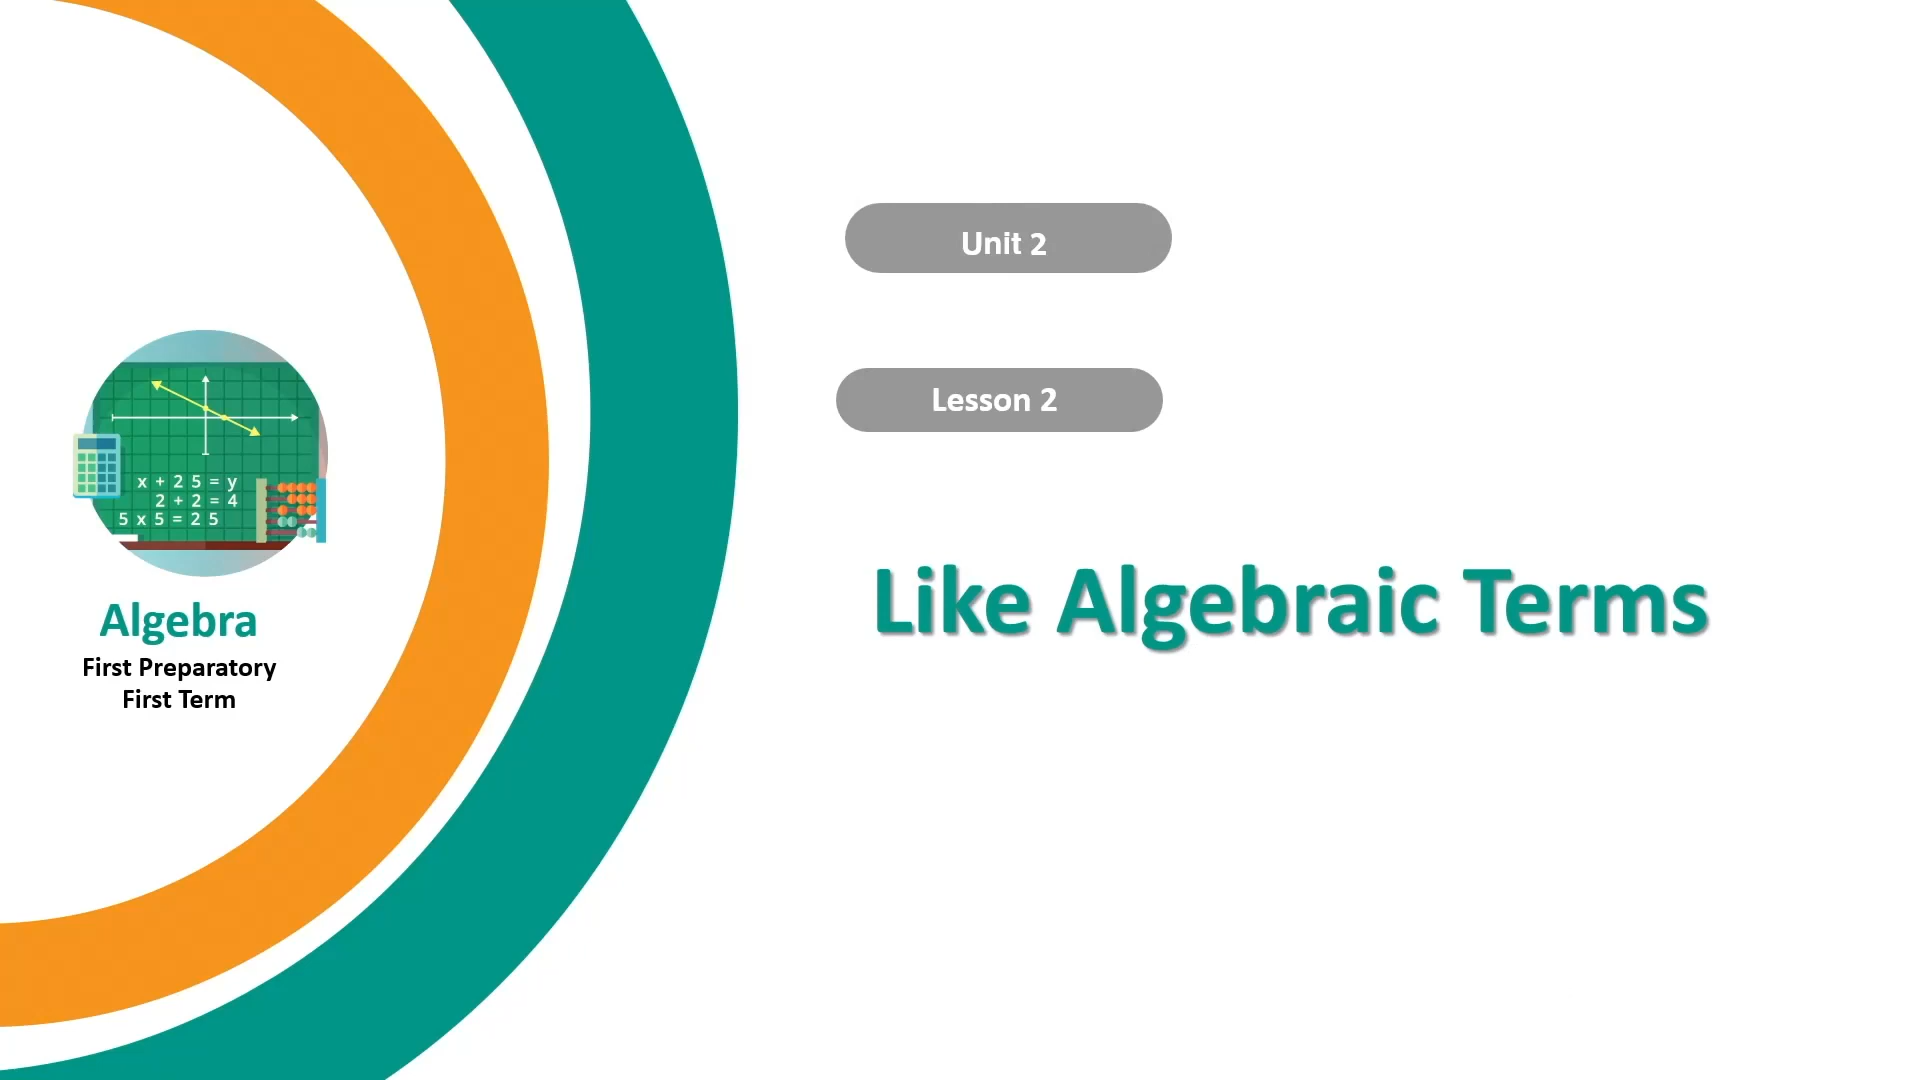 Unit 2
Lesson 2
Like Algebraic Terms
x + 2 5 = y
2 + 2 = 4
5 x 5 = 2 5
Algebra
First Preparatory
First Term